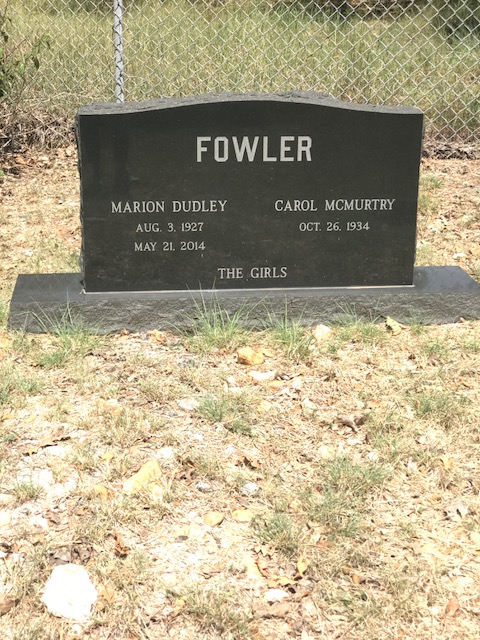 FOWLER
MARION DUDLEY
AUG. 3, 1927
MAY 21, 2014
CAROL MCMURTRY
OCT. 26, 1934
THE GIRLS